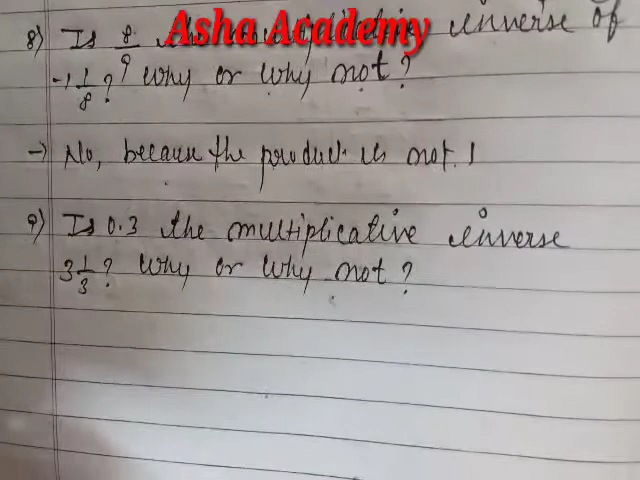 Asha Academy
8) Is 8/9 the inverse of
-1 1/8? Why or why not?
→ No, because the product is not 1
9) Is 0.3 the multiplicative inverse
3 1/3? Why or why not?